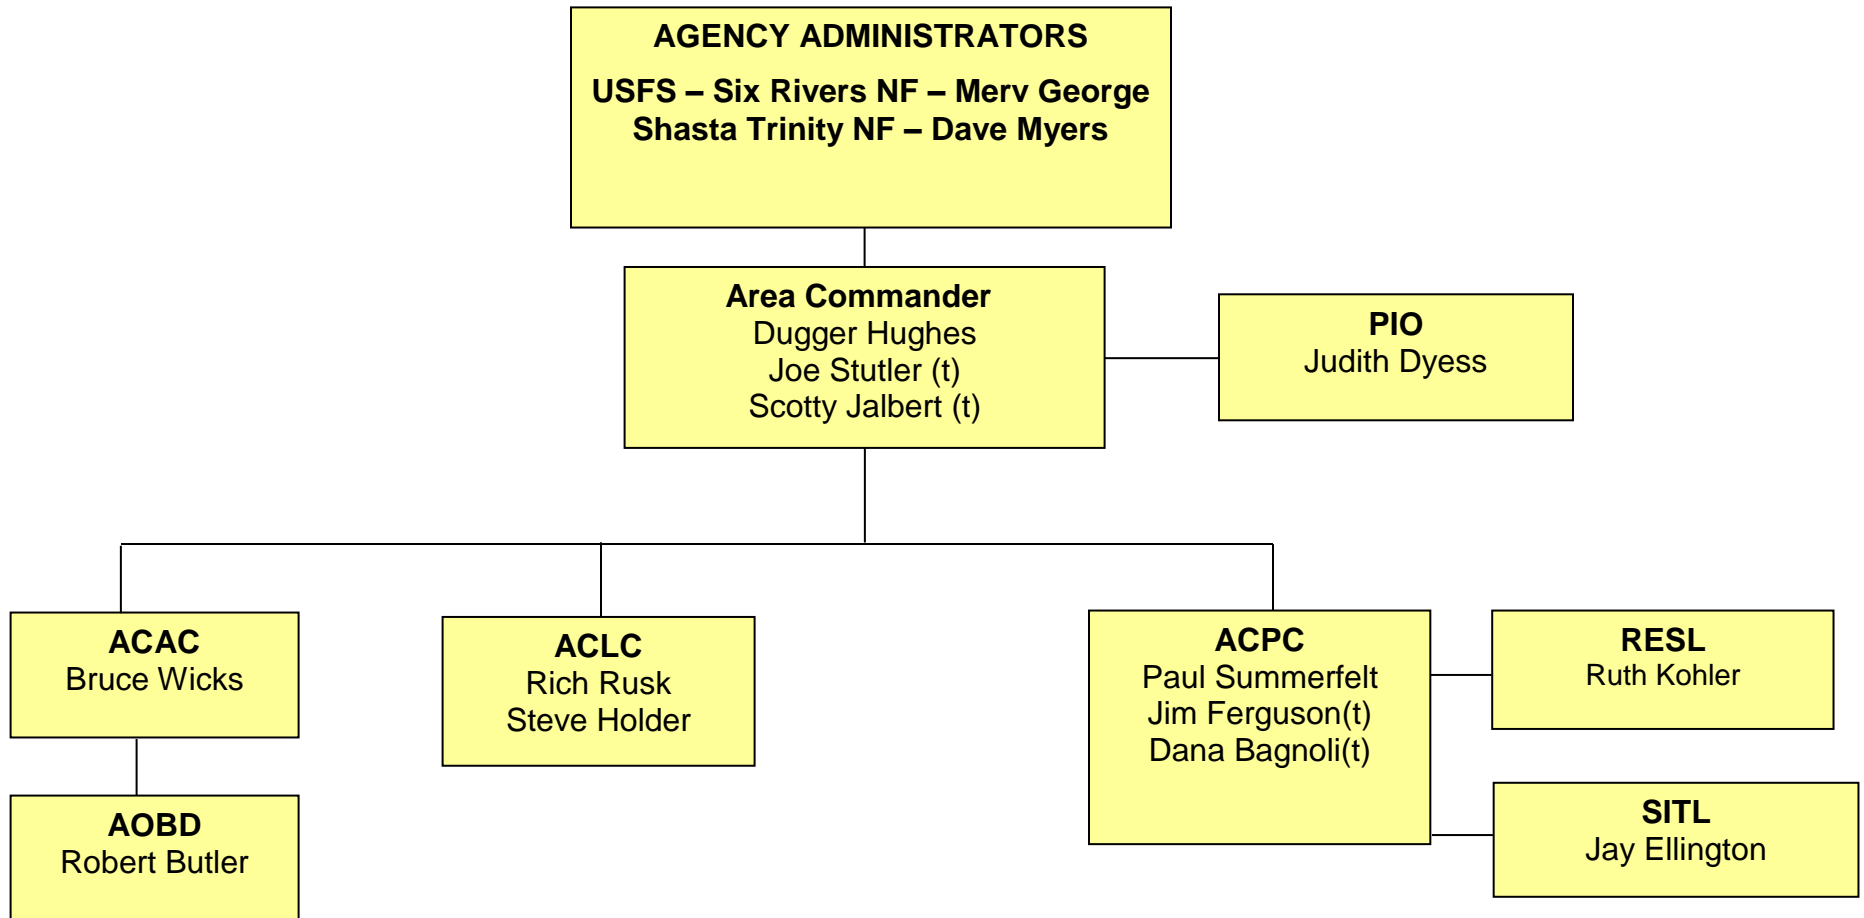 AGENCY ADMINISTRATORS
USFS – Six Rivers NF – Merv George
Shasta Trinity NF – Dave Myers
Area Commander
Dugger Hughes
Joe Stutler (t)
Scotty Jalbert (t)
PIO
Judith Dyess
ACAC
Bruce Wicks
ACLC
Rich Rusk
Steve Holder
ACPC
Paul Summerfelt
Jim Ferguson(t)
Dana Bagnoli(t)
RESL
Ruth Kohler
AOBD
Robert Butler
SITL
Jay Ellington